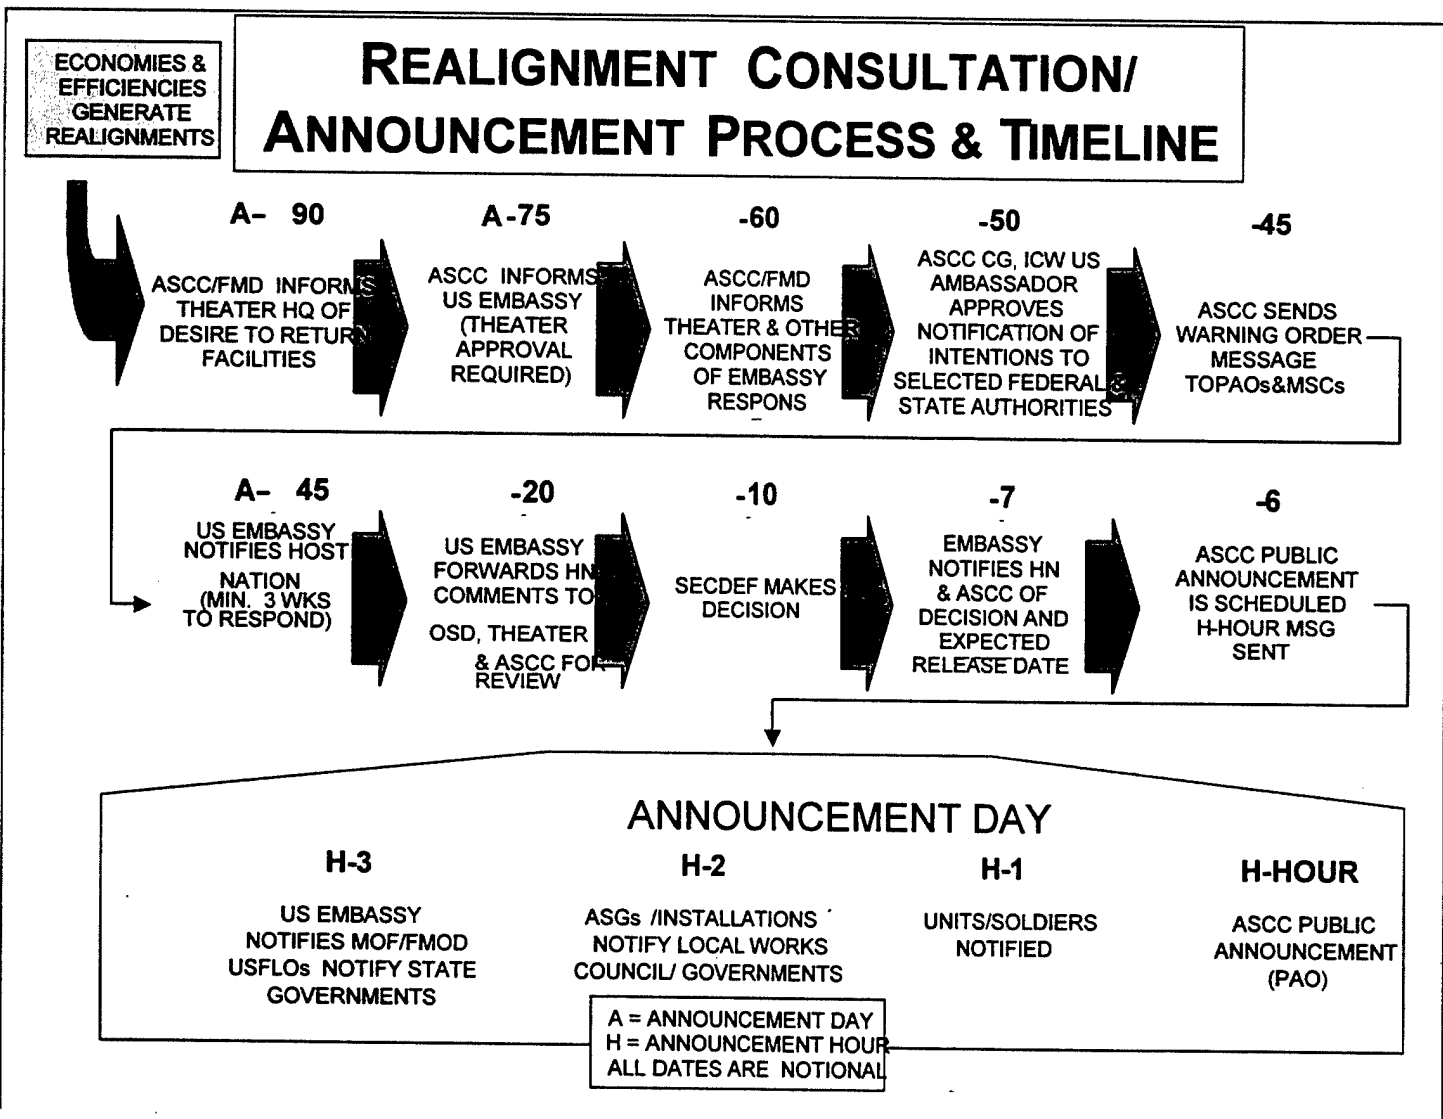 ECONOMIES &
EFFICIENCIES
GENERATE
REALIGNMENTS
REALIGNMENT CONSULTATION/
ANNOUNCEMENT PROCESS & TIMELINE
A– 90
ASCC/FMD INFORMS
THEATER HQ OF
DESIRE TO RETURN
FACILITIES
A-75
ASCC INFORMS
US EMBASSY
(THEATER
APPROVAL
REQUIRED)
-60
ASCC/FMD
INFORMS
THEATER & OTHER
COMPONENTS
OF EMBASSY
RESPONS
-50
ASCC CG, ICW US
AMBASSADOR
APPROVES
NOTIFICATION OF
INTENTIONS TO
SELECTED FEDERAL &
STATE AUTHORITIES
-45
ASCC SENDS
WARNING ORDER
MESSAGE
TOPAOs&MSCs
A– 45
US EMBASSY
NOTIFIES HOST
NATION
(MIN. 3 WKS
TO RESPOND)
-20
US EMBASSY
FORWARDS HN
COMMENTS TO
OSD, THEATER
& ASCC FOR
REVIEW
-10
SECDEF MAKES
DECISION
-7
EMBASSY
NOTIFIES HN
& ASCC OF
DECISION AND
EXPECTED
RELEASE DATE
-6
ASCC PUBLIC
ANNOUNCEMENT
IS SCHEDULED
H-HOUR MSG
SENT
ANNOUNCEMENT DAY
H-3
US EMBASSY
NOTIFIES MOF/FMOD
USFLOs NOTIFY STATE
GOVERNMENTS
H-2
ASGs /INSTALLATIONS
NOTIFY LOCAL WORKS
COUNCIL/ GOVERNMENTS
H-1
UNITS/SOLDIERS
NOTIFIED
H-HOUR
ASCC PUBLIC
ANNOUNCEMENT
(PAO)
A = ANNOUNCEMENT DAY
H = ANNOUNCEMENT HOUR
ALL DATES ARE NOTIONAL